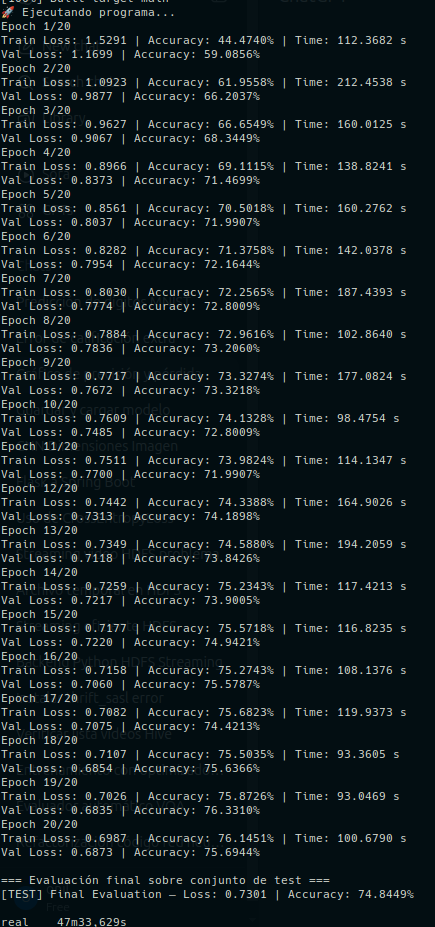 [100%] Built target main
🚀 Ejecutando programa...
Epoch 1/20
Train Loss: 1.5291 | Accuracy: 44.4740% | Time: 112.3682 s
Val Loss: 1.1699 | Accuracy: 59.0856%
Epoch 2/20
Train Loss: 1.0923 | Accuracy: 61.9558% | Time: 212.4538 s
Val Loss: 0.9877 | Accuracy: 66.2037%
Epoch 3/20
Train Loss: 0.9627 | Accuracy: 66.6549% | Time: 160.0125 s
Val Loss: 0.9067 | Accuracy: 68.3449%
Epoch 4/20
Train Loss: 0.8966 | Accuracy: 69.1115% | Time: 138.8241 s
Val Loss: 0.8373 | Accuracy: 71.4699%
Epoch 5/20
Train Loss: 0.8561 | Accuracy: 70.5018% | Time: 160.2762 s
Val Loss: 0.8037 | Accuracy: 71.9907%
Epoch 6/20
Train Loss: 0.8282 | Accuracy: 71.3758% | Time: 142.0378 s
Val Loss: 0.7954 | Accuracy: 72.1644%
Epoch 7/20
Train Loss: 0.8030 | Accuracy: 72.2565% | Time: 187.4393 s
Val Loss: 0.7774 | Accuracy: 72.8009%
Epoch 8/20
Train Loss: 0.7884 | Accuracy: 72.9616% | Time: 102.8640 s
Val Loss: 0.7836 | Accuracy: 73.2060%
Epoch 9/20
Train Loss: 0.7717 | Accuracy: 73.3274% | Time: 177.0824 s
Val Loss: 0.7672 | Accuracy: 73.3218%
Epoch 10/20
Train Loss: 0.7609 | Accuracy: 74.1328% | Time: 98.4754 s
Val Loss: 0.7485 | Accuracy: 72.8009%
Epoch 11/20
Train Loss: 0.7511 | Accuracy: 73.9824% | Time: 114.1347 s
Val Loss: 0.7700 | Accuracy: 71.9907%
Epoch 12/20
Train Loss: 0.7442 | Accuracy: 74.3388% | Time: 164.9026 s
Val Loss: 0.7313 | Accuracy: 74.1898%
Epoch 13/20
Train Loss: 0.7349 | Accuracy: 74.5880% | Time: 194.2059 s
Val Loss: 0.7118 | Accuracy: 73.8426%
Epoch 14/20
Train Loss: 0.7259 | Accuracy: 75.2343% | Time: 117.4213 s
Val Loss: 0.7217 | Accuracy: 73.9005%
Epoch 15/20
Train Loss: 0.7177 | Accuracy: 75.5718% | Time: 116.8235 s
Val Loss: 0.7220 | Accuracy: 74.9421%
Epoch 16/20
Train Loss: 0.7158 | Accuracy: 75.2743% | Time: 108.1376 s
Val Loss: 0.7060 | Accuracy: 75.5787%
Epoch 17/20
Train Loss: 0.7082 | Accuracy: 75.6823% | Time: 119.9373 s
Val Loss: 0.7075 | Accuracy: 74.4213%
Epoch 18/20
Train Loss: 0.7107 | Accuracy: 75.5035% | Time: 93.3605 s
Val Loss: 0.6854 | Accuracy: 75.6366%
Epoch 19/20
Train Loss: 0.7026 | Accuracy: 75.8726% | Time: 93.0469 s
Val Loss: 0.6835 | Accuracy: 76.3310%
Epoch 20/20
Train Loss: 0.6987 | Accuracy: 76.1451% | Time: 100.6790 s
Val Loss: 0.6873 | Accuracy: 75.6944%
=== Evaluación final sobre conjunto de test ===
[TEST] Final Evaluation — Loss: 0.7301 | Accuracy: 74.8449%
real 47m33,629s